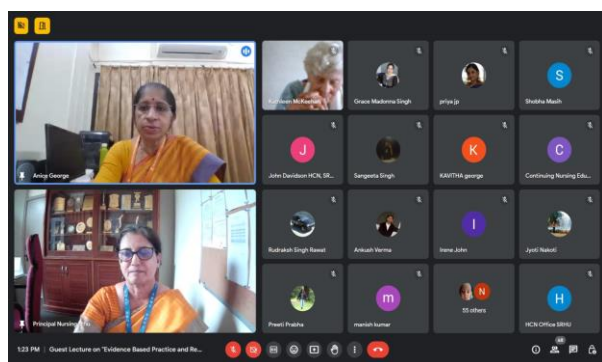 Anice George
Kathleen McKeehan
Grace Madonna Singh
priya.jp
S
Shobha Masih
J
John Davidson HCN, SR...
Sangeeta Singh
K
KAVITHA george
C
Continuing Nursing Edu...
Principal Nursing
Rudraksh Singh Rawat
Ankush Verma
I
Irene John
Jyoti Nakoti
Preeti Prabha
m
manish kumar
N
55 others
H
HCN Office SRHU
1:23 PM | Guest Lecture on "Evidence Based Practice and Re...